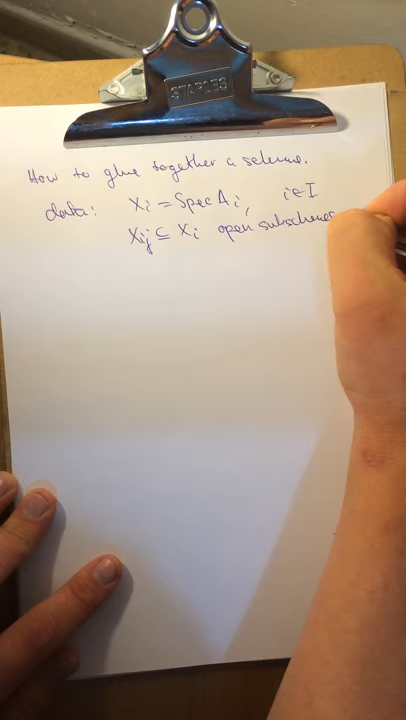 STAPLES
How to glue together a scheme.
data: Xi = Spec Ai, i∈I
Xij ⊆ Xi open subschemes